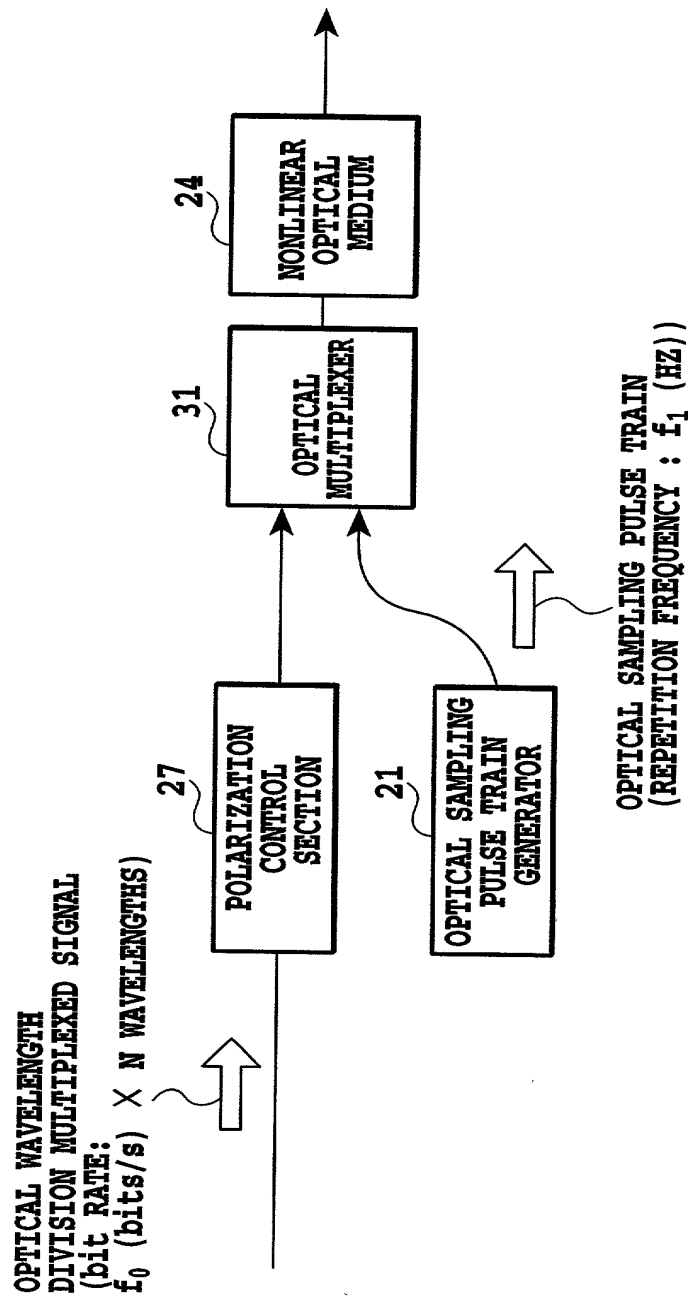 OPTICAL WAVELENGTH
DIVISION MULTIPLEXED SIGNAL
(bit RATE:
f₀ (bits/s) X N WAVELENGTHS)
27
POLARIZATION
CONTROL
SECTION
21
OPTICAL SAMPLING
PULSE TRAIN
GENERATOR
31
OPTICAL
MULTIPLEXER
24
NONLINEAR
OPTICAL
MEDIUM
OPTICAL SAMPLING PULSE TRAIN
(REPETITION FREQUENCY : f₁ (HZ))